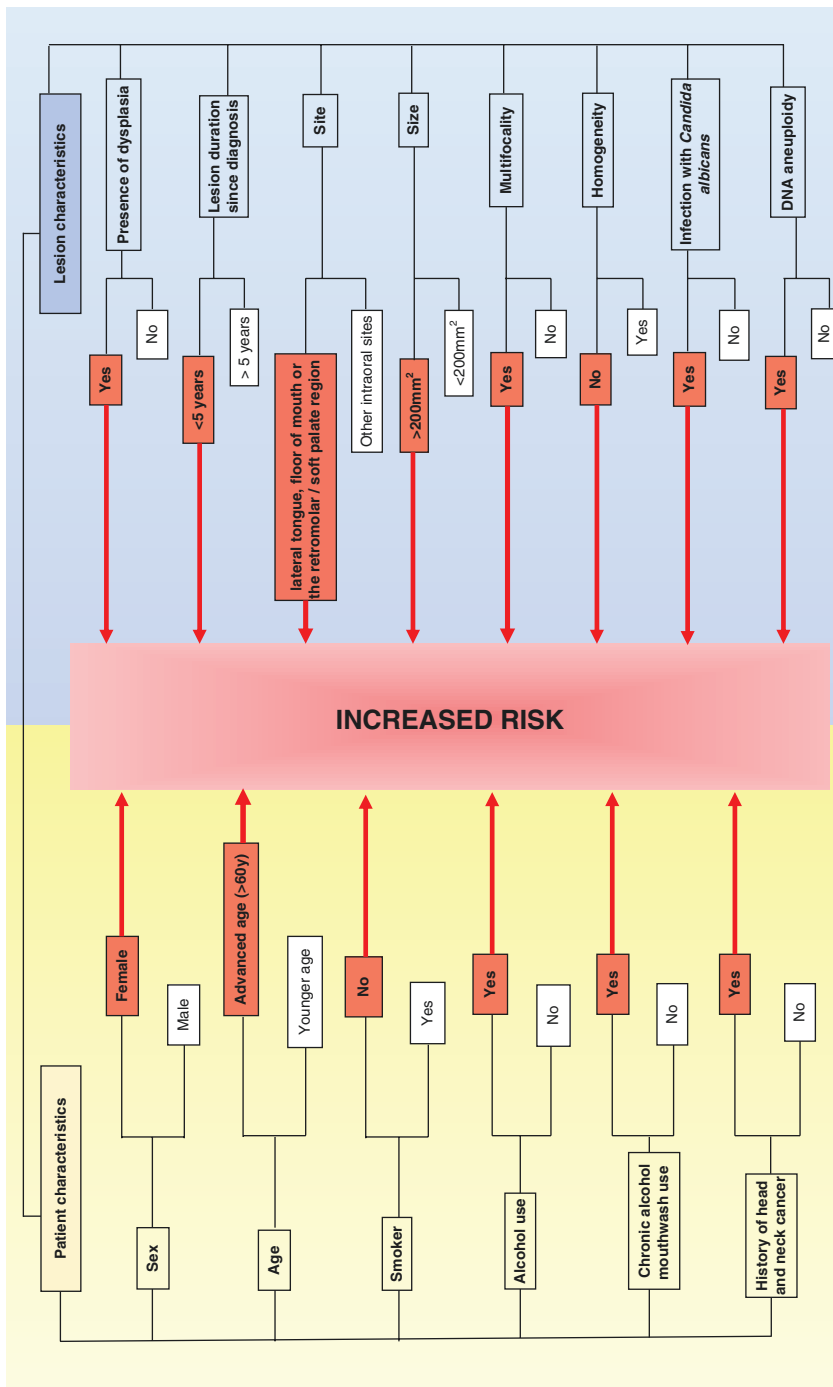 Patient characteristics
Sex
Female
Male
Age
Advanced age (>60y)
Younger age
Smoker
No
Yes
Alcohol use
Yes
No
Chronic alcohol
mouthwash use
Yes
No
History of head
and neck cancer
Yes
No
INCREASED RISK
Lesion characteristics
Presence of dysplasia
Yes
No
Lesion duration
since diagnosis
<5 years
> 5 years
Site
lateral tongue, floor of mouth or
the retromolar / soft palate region
Other intraoral sites
Size
>200mm²
<200mm²
Multifocality
Yes
No
Homogeneity
No
Yes
Infection with Candida
albicans
Yes
No
DNA aneuploidy
Yes
No